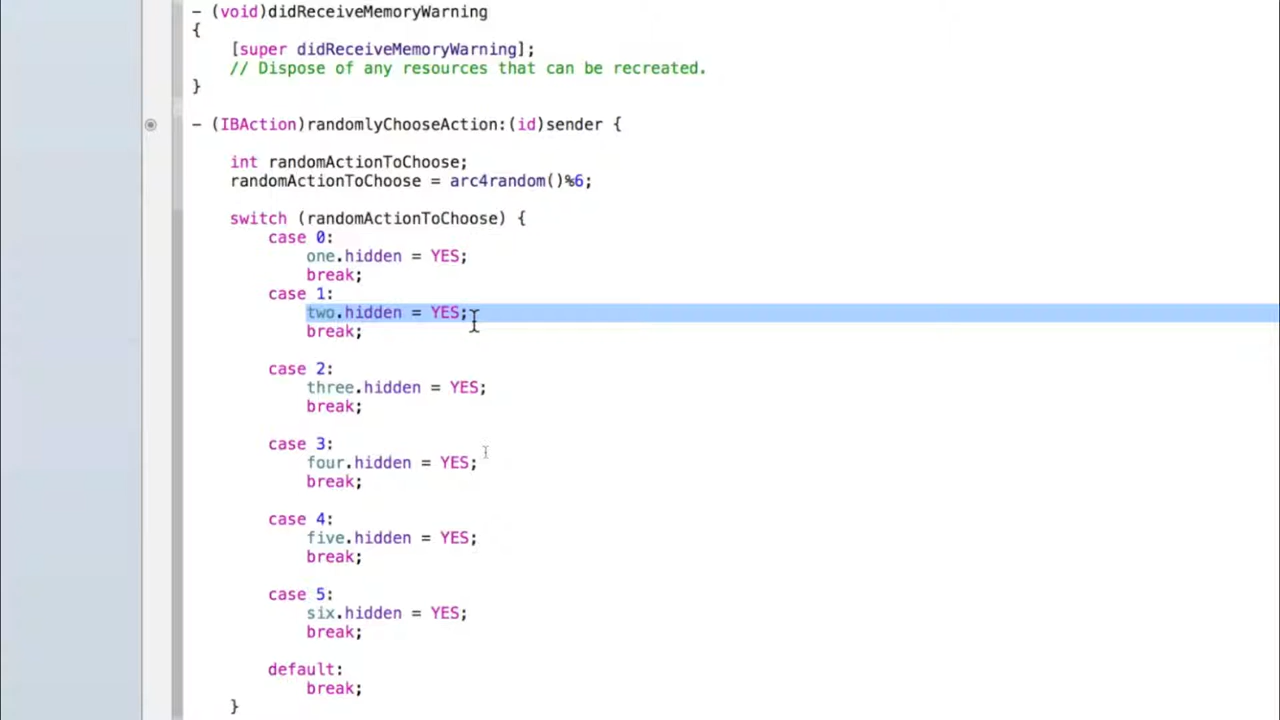 - (void)didReceiveMemoryWarning
{
[super didReceiveMemoryWarning];
// Dispose of any resources that can be recreated.
}
- (IBAction)randomlyChooseAction:(id)sender {
int randomActionToChoose;
randomActionToChoose = arc4random()%6;
switch (randomActionToChoose) {
case 0:
one.hidden = YES;
break;
case 1:
two.hidden = YES;
break;
case 2:
three.hidden = YES;
break;
case 3:
four.hidden = YES;
break;
case 4:
five.hidden = YES;
break;
case 5:
six.hidden = YES;
break;
default:
break;
}